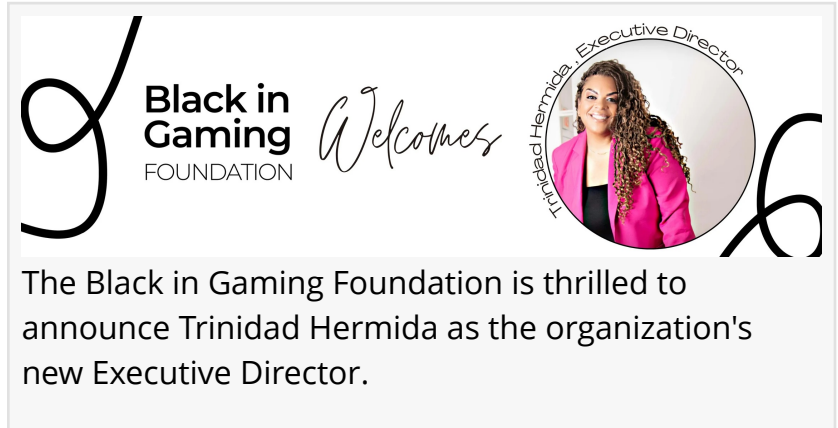 Black in
Gaming
FOUNDATION
Welcomes
Trinidad Hermida , Executive Director
The Black in Gaming Foundation is thrilled to
announce Trinidad Hermida as the organization's
new Executive Director.